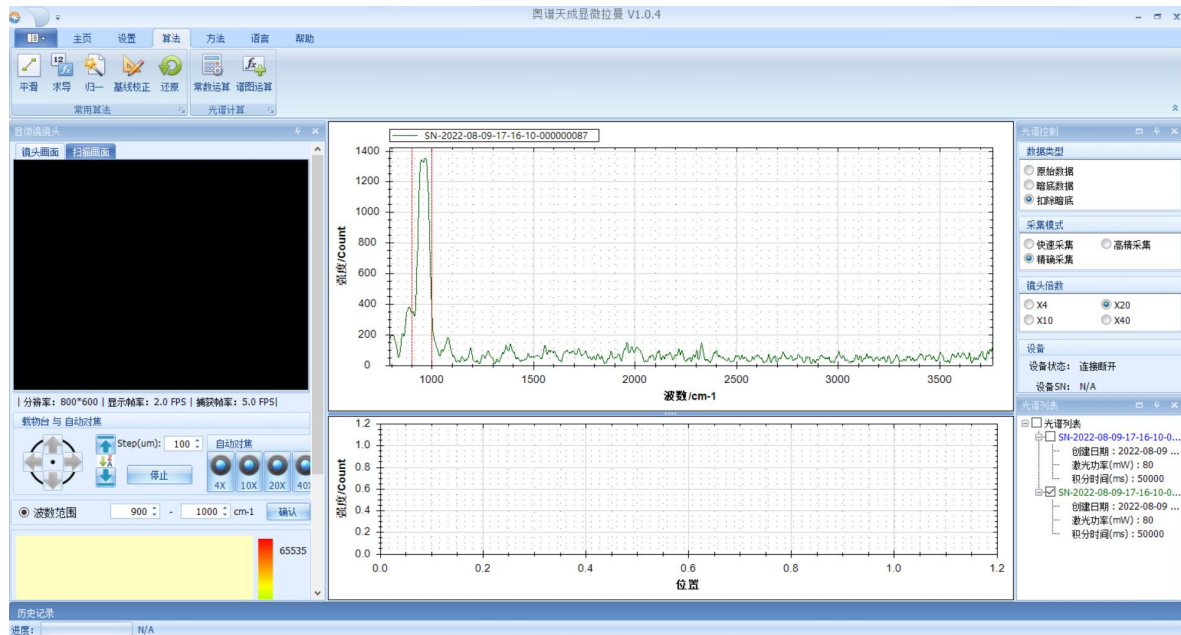 奥谱天成显微拉曼 V1.0.4
主页 设置 算法 方法 语言 帮助
平滑 求导 归一 基线校正 还原 常数运算 谱图运算
常用算法 光谱计算
显微镜镜头
镜头画面 扫描画面
|分辨率: 800*600|显示帧率: 2.0 FPS|捕获帧率: 5.0 FPS|
载物台 与 自动对焦
Step(um): 100 自动对焦
停止
4X 10X 20X 40X
波数范围 900 - 1000 cm-1 确认
65535
SN-2022-08-09-17-16-10-000000087
强度/Count
1400
1200
1000
800
600
400
200
0
1000 1500 2000 2500 3000 3500
波数/cm-1
强度/Count
1.2
1.0
0.8
0.6
0.4
0.2
0.0
0.0 0.2 0.4 0.6 0.8 1.0 1.2
位置
光谱控制
数据类型
原始数据
暗底数据
扣除暗底
采集模式
快速采集 高精采集
精确采集
镜头倍数
X4 X20
X10 X40
设备
设备状态: 连接断开
设备SN: N/A
光谱列表
光谱列表
SN-2022-08-09-17-16-10-0...
创建日期：2022-08-09 ...
激光功率(mW)：80
积分时间(ms)：50000
SN-2022-08-09-17-16-10-0...
创建日期：2022-08-09 ...
激光功率(mW)：80
积分时间(ms)：50000
历史记录
进度: N/A